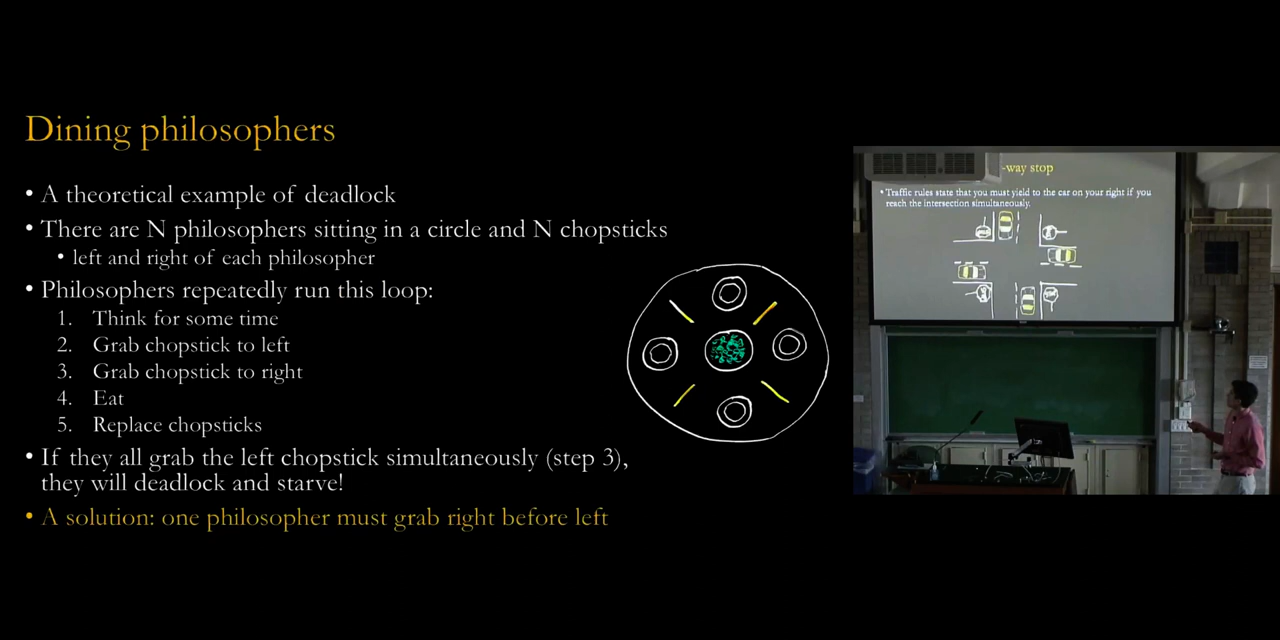 Dining philosophers
• A theoretical example of deadlock
• There are N philosophers sitting in a circle and N chopsticks
• left and right of each philosopher
• Philosophers repeatedly run this loop:
1. Think for some time
2. Grab chopstick to left
3. Grab chopstick to right
4. Eat
5. Replace chopsticks
• If they all grab the left chopstick simultaneously (step 3),
they will deadlock and starve!
• A solution: one philosopher must grab right before left
-way stop
• Traffic rules state that you must yield to the car on your right if you
reach the intersection simultaneously.